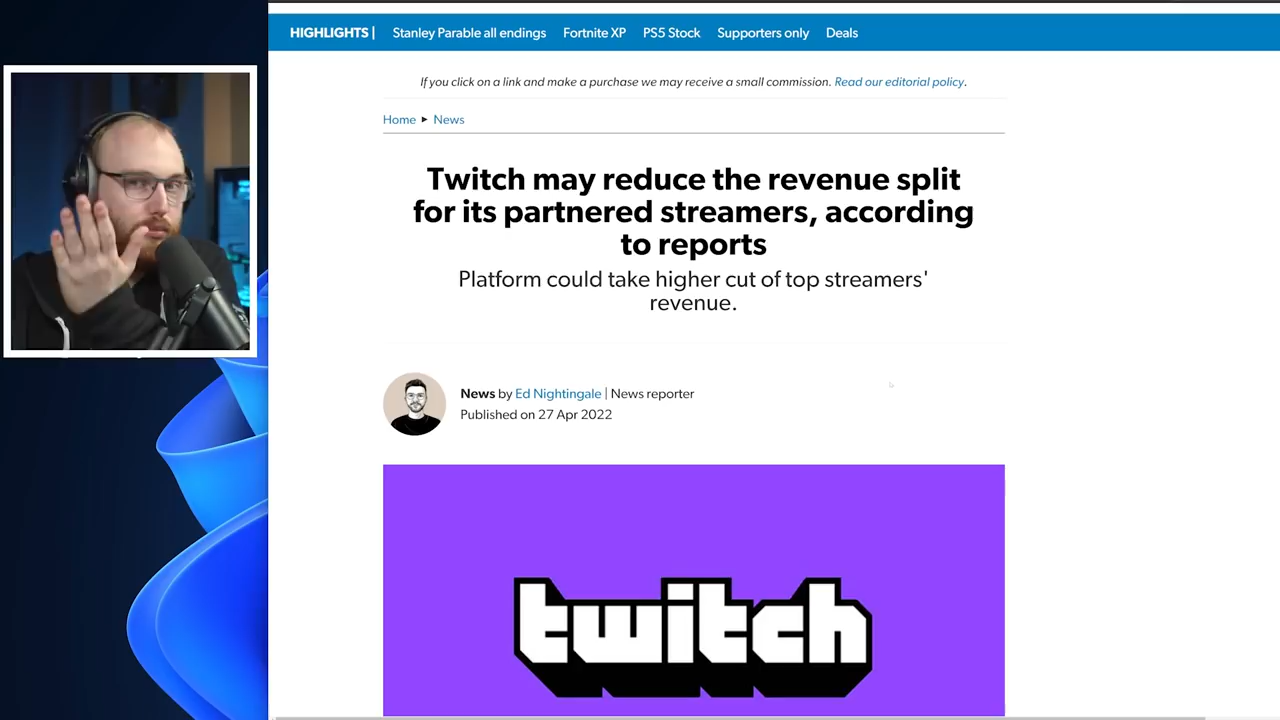 HIGHLIGHTS | Stanley Parable all endings Fortnite XP PS5 Stock Supporters only Deals
If you click on a link and make a purchase we may receive a small commission. Read our editorial policy.
Home ▸ News
Twitch may reduce the revenue split
for its partnered streamers, according
to reports
Platform could take higher cut of top streamers'
revenue.
News by Ed Nightingale | News reporter
Published on 27 Apr 2022
twitch